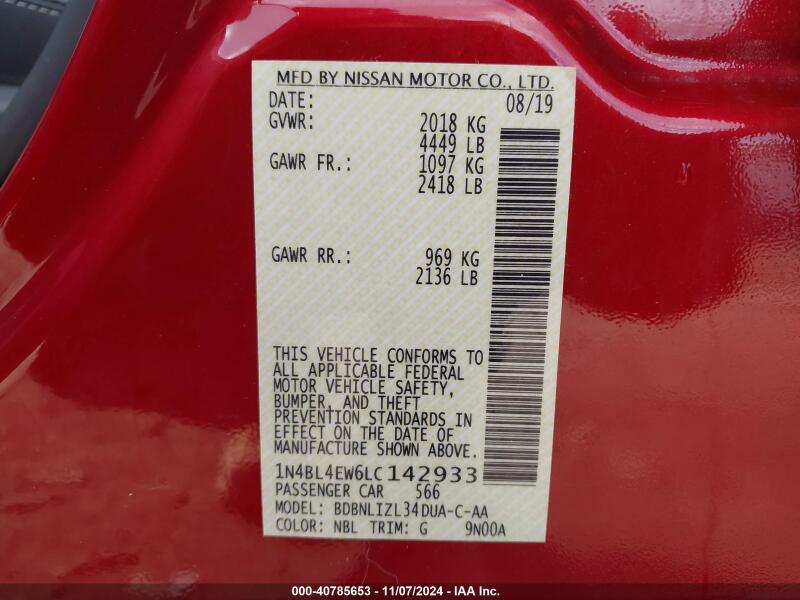 MFD BY NISSAN MOTOR CO., LTD.
DATE: 08/19
GVWR: 2018 KG
4449 LB
GAWR FR.: 1097 KG
2418 LB
GAWR RR.: 969 KG
2136 LB
THIS VEHICLE CONFORMS TO
ALL APPLICABLE FEDERAL
MOTOR VEHICLE SAFETY,
BUMPER, AND THEFT
PREVENTION STANDARDS IN
EFFECT ON THE DATE OF
MANUFACTURE SHOWN ABOVE.
1N4BL4EW6LC142933
PASSENGER CAR 566
MODEL: BDBNLIZL34DUA-C-AA
COLOR: NBL TRIM: G 9N00A
000-40785653 - 11/07/2024 - IAA Inc.